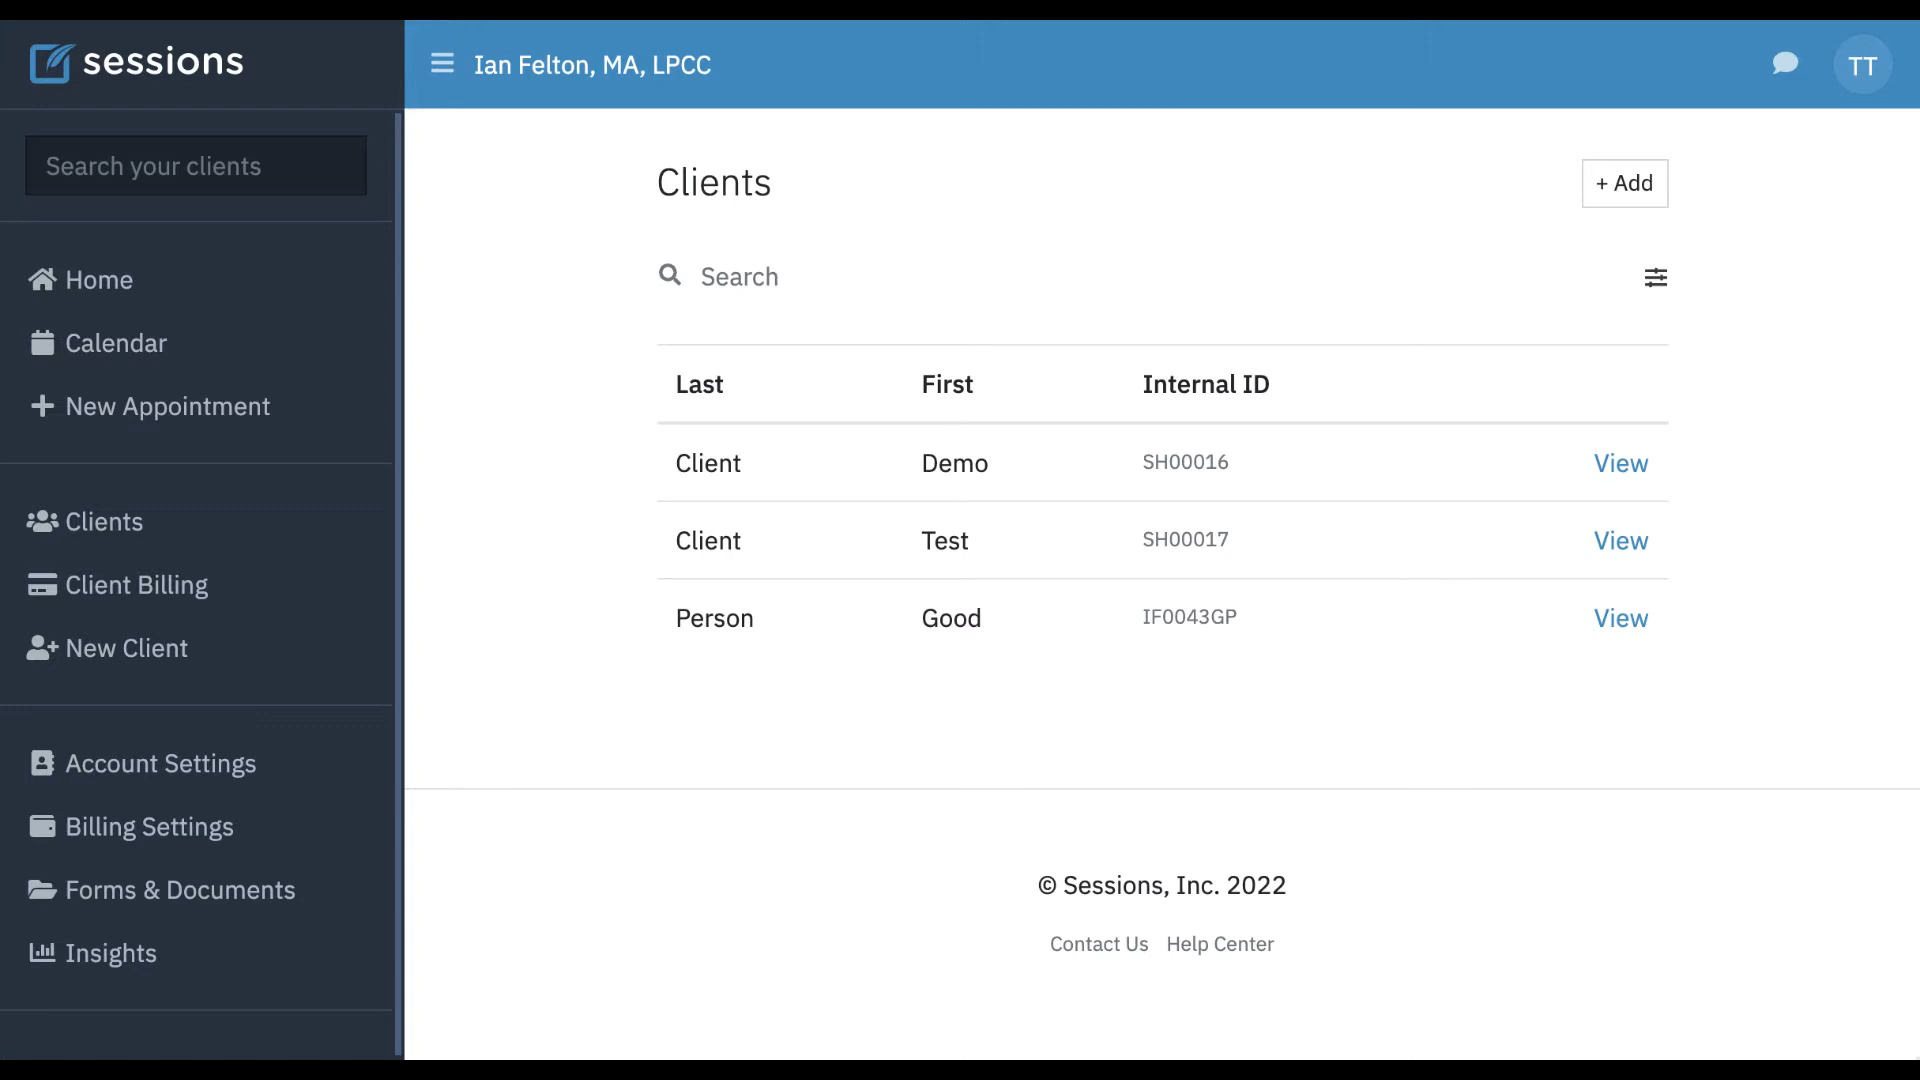 sessions
Ian Felton, MA, LPCC
TT
Search your clients
Home
Calendar
New Appointment
Clients
Client Billing
New Client
Account Settings
Billing Settings
Forms & Documents
Insights
Clients
+ Add
Search
Last First Internal ID
Client Demo SH00016 View
Client Test SH00017 View
Person Good IF0043GP View
© Sessions, Inc. 2022
Contact Us Help Center